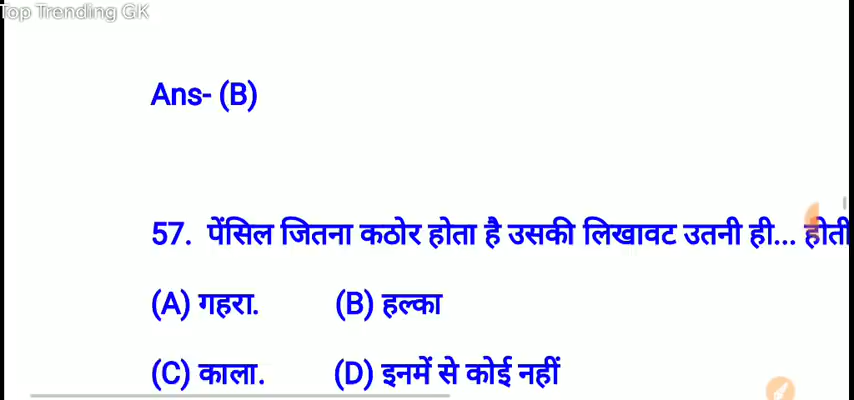 Top Trending GK
Ans- (B)
57. पेंसिल जितना कठोर होता है उसकी लिखावट उतनी ही... होती
(A) गहरा. (B) हल्का
(C) काला. (D) इनमें से कोई नहीं